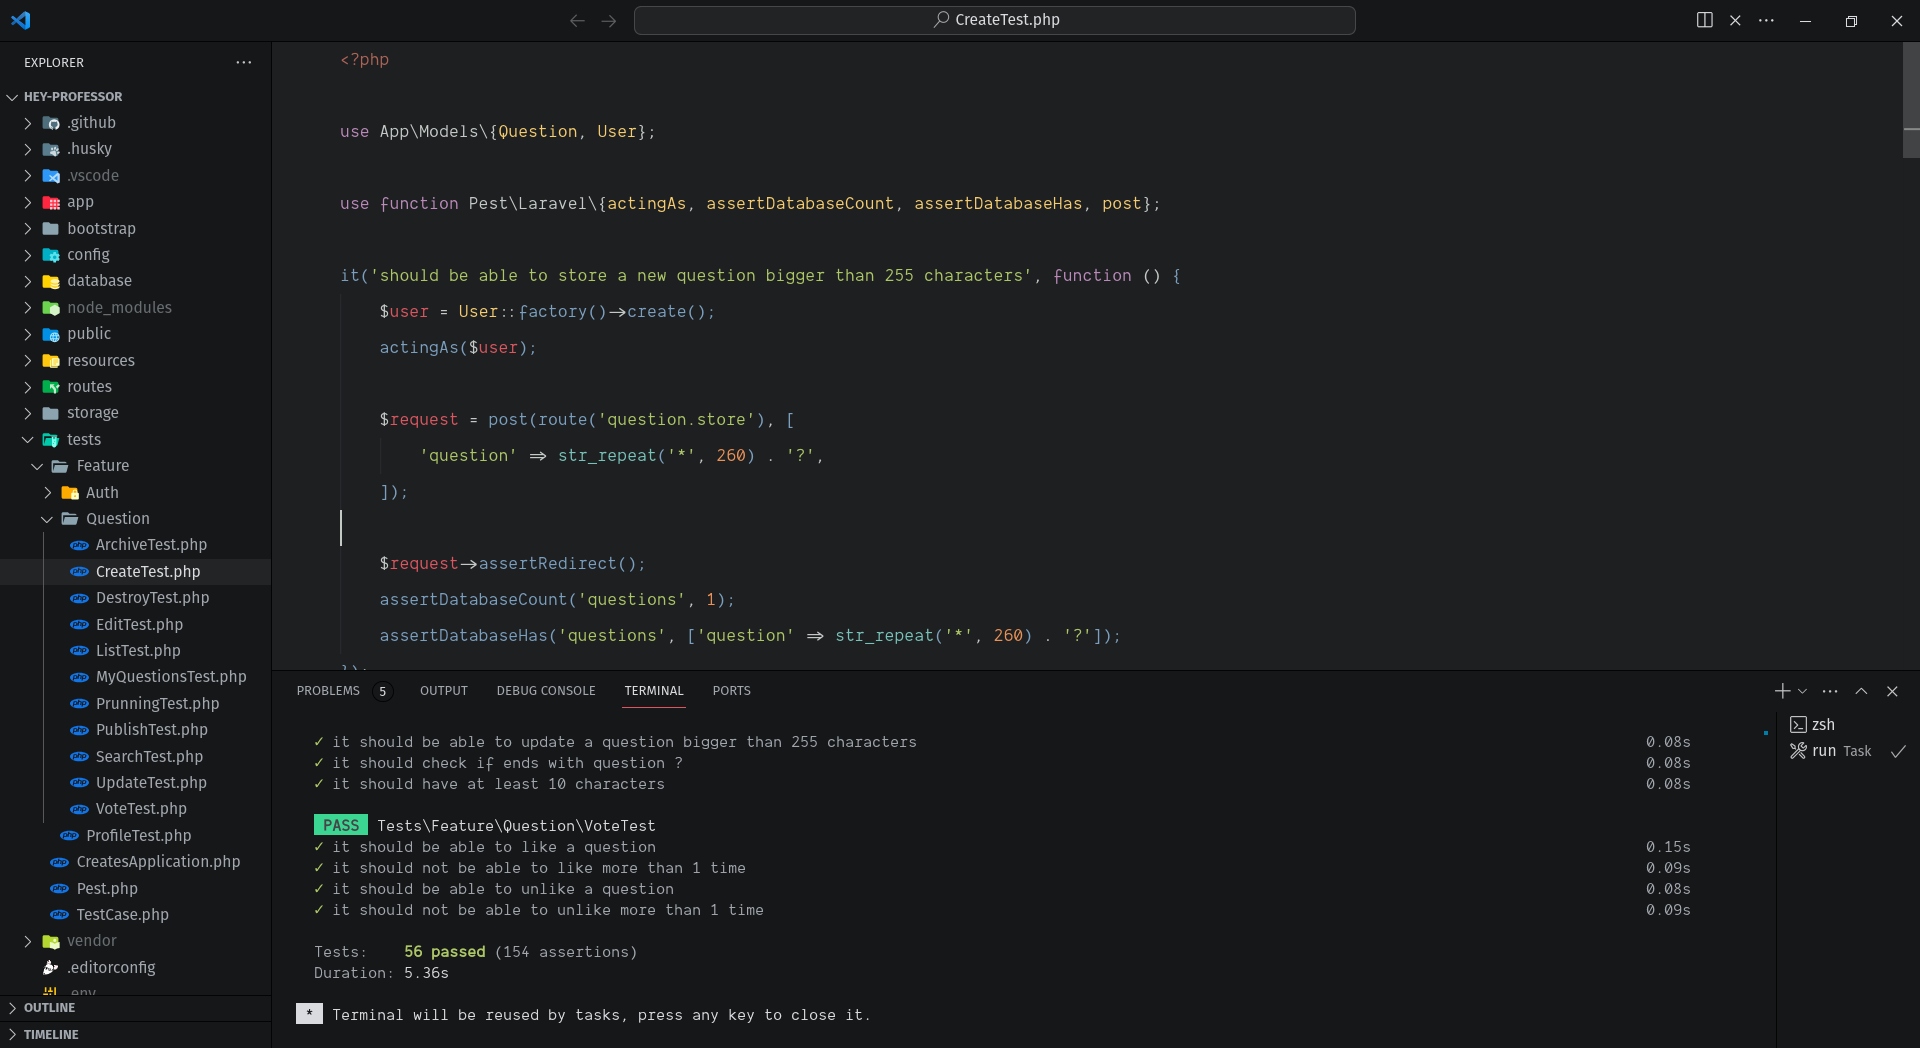 CreateTest.php
EXPLORER
HEY-PROFESSOR
.github
.husky
.vscode
app
bootstrap
config
database
node_modules
public
resources
routes
storage
tests
Feature
Auth
Question
ArchiveTest.php
CreateTest.php
DestroyTest.php
EditTest.php
ListTest.php
MyQuestionsTest.php
PrunningTest.php
PublishTest.php
SearchTest.php
UpdateTest.php
VoteTest.php
ProfileTest.php
CreatesApplication.php
Pest.php
TestCase.php
vendor
.editorconfig
.env
OUTLINE
TIMELINE
<?php
use App\Models\{Question, User};
use function Pest\Laravel\{actingAs, assertDatabaseCount, assertDatabaseHas, post};
it('should be able to store a new question bigger than 255 characters', function () {
$user = User::factory()->create();
actingAs($user);
$request = post(route('question.store'), [
'question' => str_repeat('*', 260) . '?',
]);
$request->assertRedirect();
assertDatabaseCount('questions', 1);
assertDatabaseHas('questions', ['question' => str_repeat('*', 260) . '?']);
});
PROBLEMS 5 OUTPUT DEBUG CONSOLE TERMINAL PORTS
✓ it should be able to update a question bigger than 255 characters 0.08s
✓ it should check if ends with question ? 0.08s
✓ it should have at least 10 characters 0.08s
PASS Tests\Feature\Question\VoteTest
✓ it should be able to like a question 0.15s
✓ it should not be able to like more than 1 time 0.09s
✓ it should be able to unlike a question 0.08s
✓ it should not be able to unlike more than 1 time 0.09s
Tests: 56 passed (154 assertions)
Duration: 5.36s
* Terminal will be reused by tasks, press any key to close it.
zsh
run Task